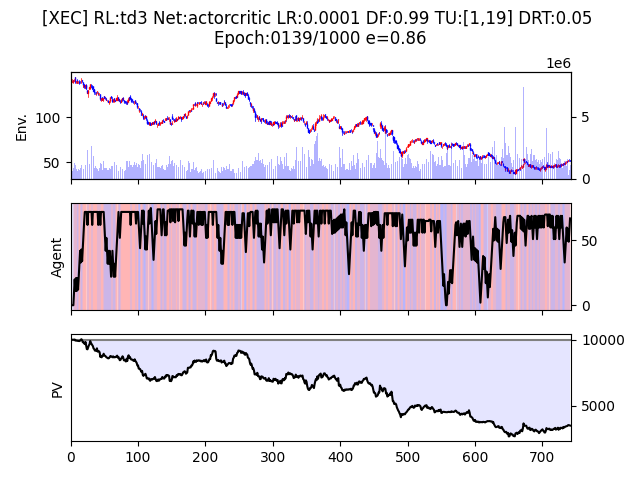 [XEC] RL:td3 Net:actorcritic LR:0.0001 DF:0.99 TU:[1,19] DRT:0.05
Epoch:0139/1000 e=0.86
1e6
Env.
100
50
5
0
Agent
50
0
PV
10000
5000
0 100 200 300 400 500 600 700